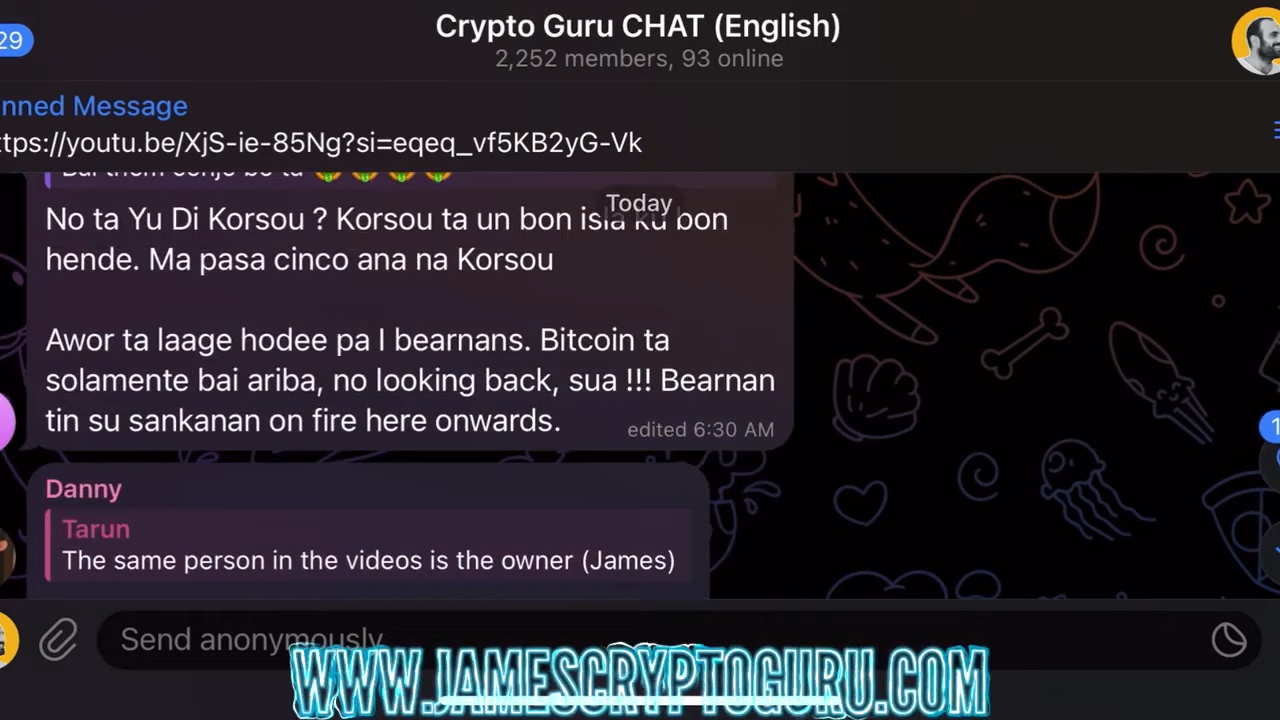 Crypto Guru CHAT (English)
29
2,252 members, 93 online
nned Message
ttps://youtu.be/XjS-ie-85Ng?si=eqeq_vf5KB2yG-Vk
Today
No ta Yu Di Korsou ? Korsou ta un bon isla ku bon
hende. Ma pasa cinco ana na Korsou
Awor ta laage hodee pa I bearnans. Bitcoin ta
solamente bai ariba, no looking back, sua !!! Bearnan
tin su sankanan on fire here onwards.
edited 6:30 AM
Danny
Tarun
The same person in the videos is the owner (James)
Send anonymously
WWW.JAMESCRYPTOGURU.COM